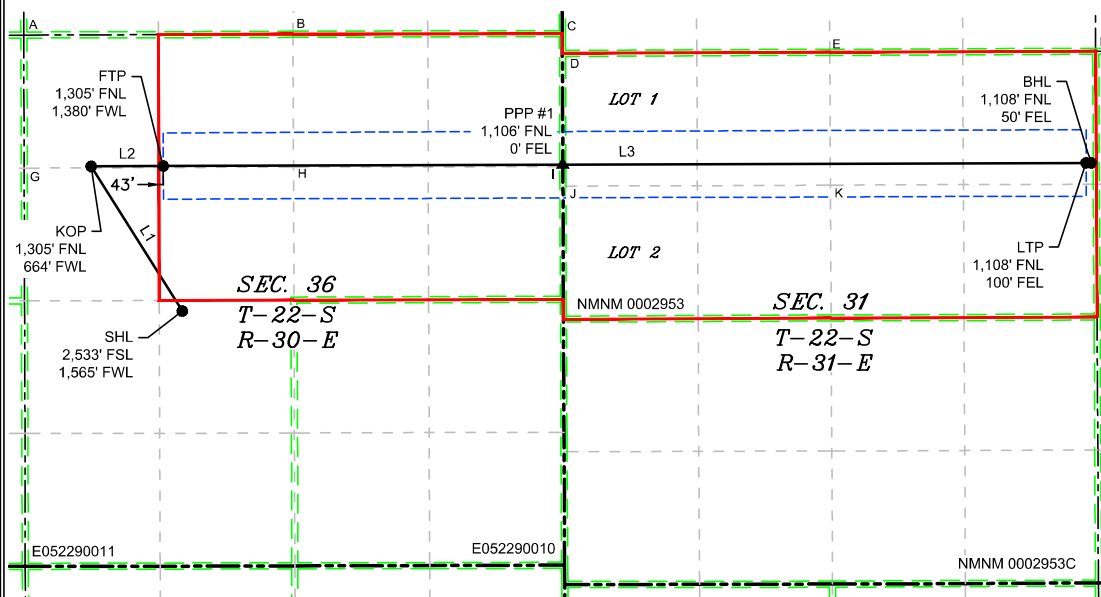 A
B
C
E
D
FTP
1,305' FNL
1,380' FWL
LOT 1
BHL
1,108' FNL
50' FEL
PPP #1
1,106' FNL
0' FEL
L2
L3
G
43'
H
I
J
K
KOP
1,305' FNL
664' FWL
L1
LOT 2
LTP
1,108' FNL
100' FEL
SEC. 36
T-22-S
R-30-E
NMNM 0002953
SEC. 31
T-22-S
R-31-E
SHL
2,533' FSL
1,565' FWL
E052290011
E052290010
NMNM 0002953C